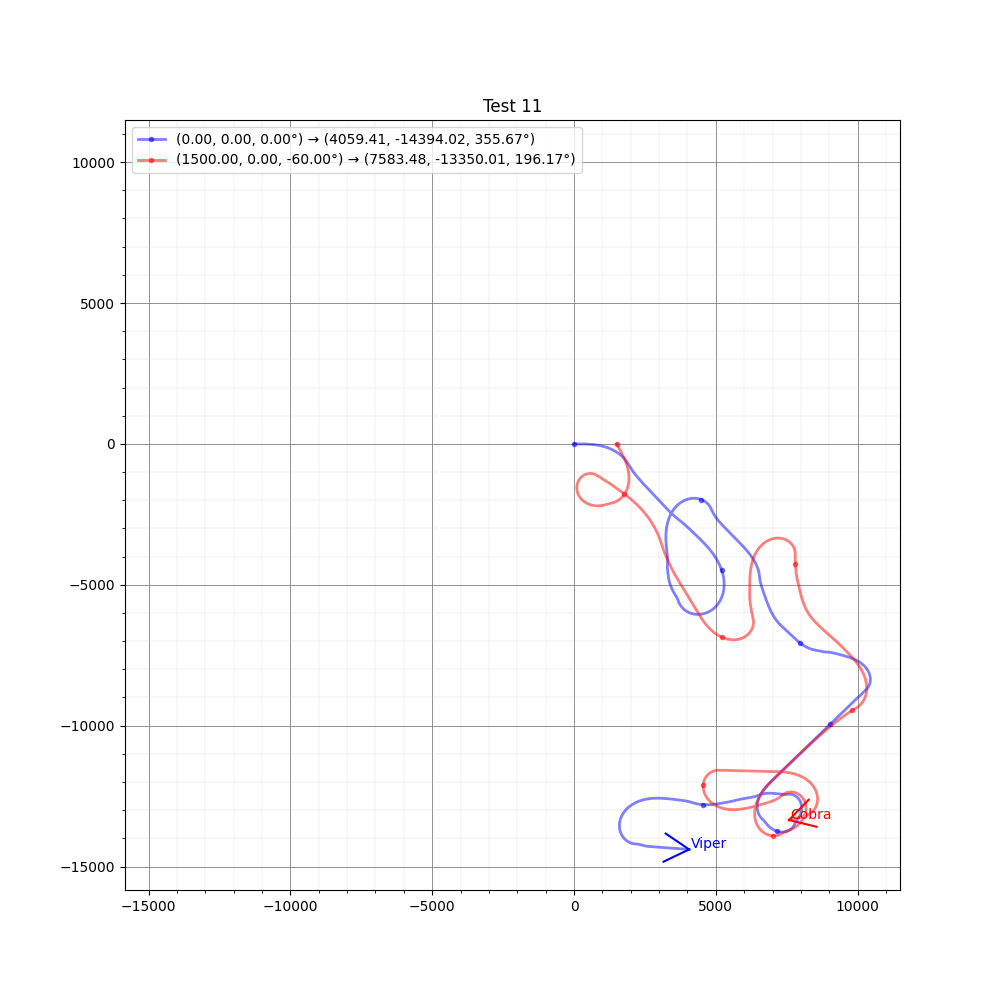 Test 11
(0.00, 0.00, 0.00°) → (4059.41, -14394.02, 355.67°)
(1500.00, 0.00, -60.00°) → (7583.48, -13350.01, 196.17°)
10000
5000
0
−5000
−10000
−15000
Cobra
Viper
−15000 −10000 −5000 0 5000 10000